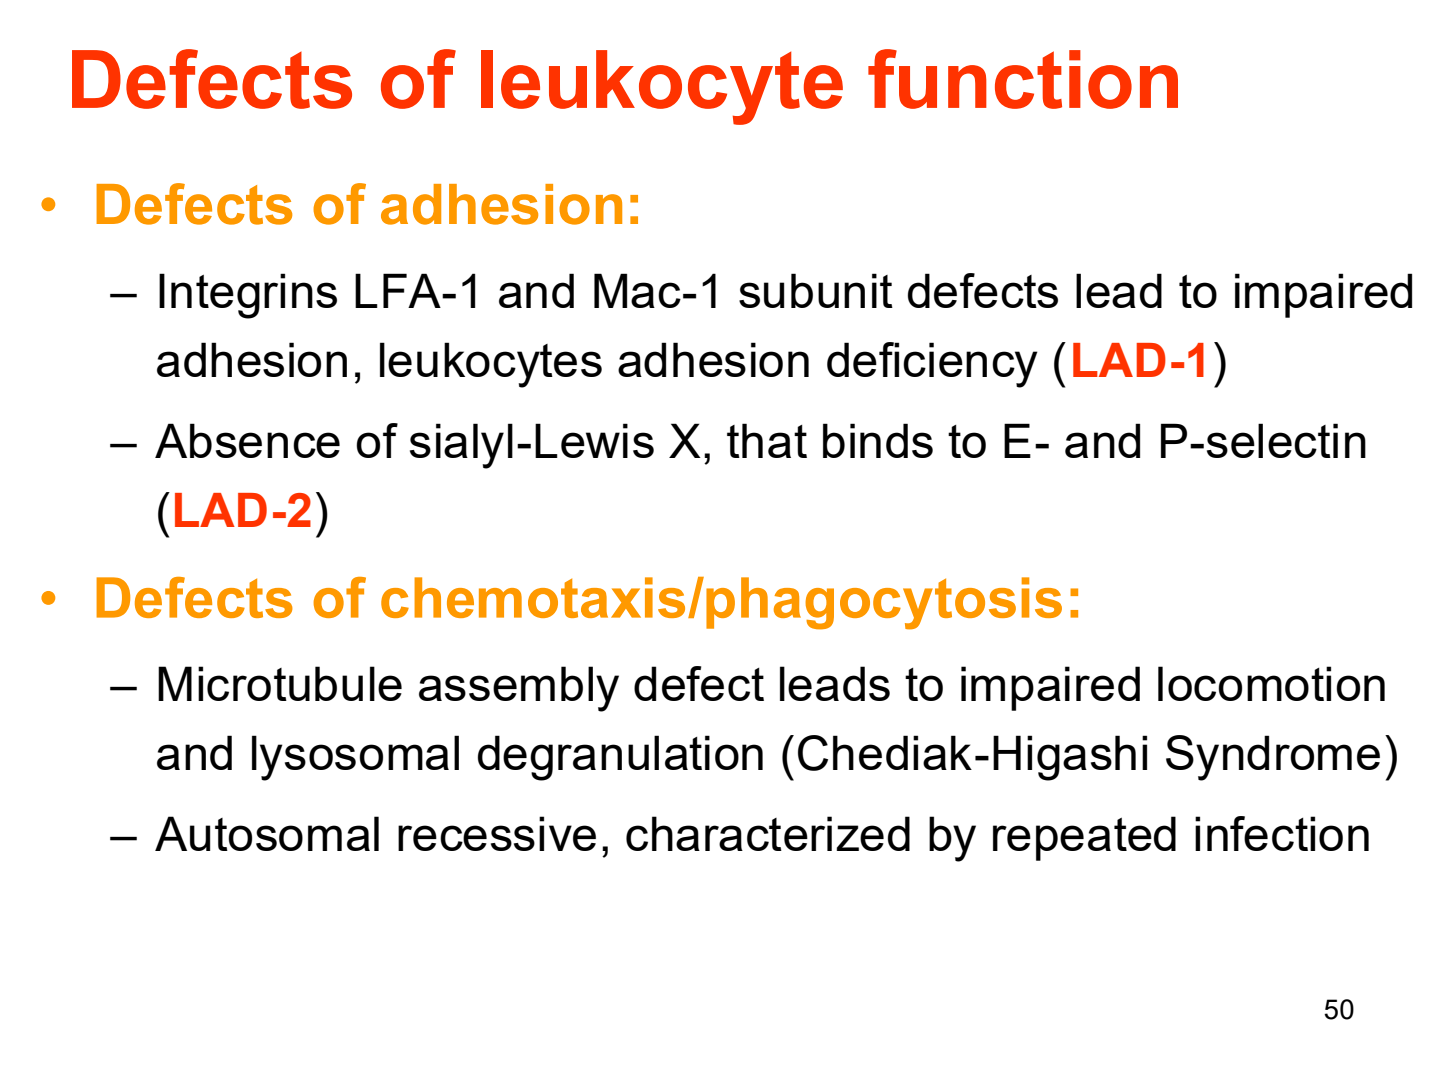 Defects of leukocyte function
• Defects of adhesion:
– Integrins LFA-1 and Mac-1 subunit defects lead to impaired
adhesion, leukocytes adhesion deficiency (LAD-1)
– Absence of sialyl-Lewis X, that binds to E- and P-selectin
(LAD-2)
• Defects of chemotaxis/phagocytosis:
– Microtubule assembly defect leads to impaired locomotion
and lysosomal degranulation (Chediak-Higashi Syndrome)
– Autosomal recessive, characterized by repeated infection
50